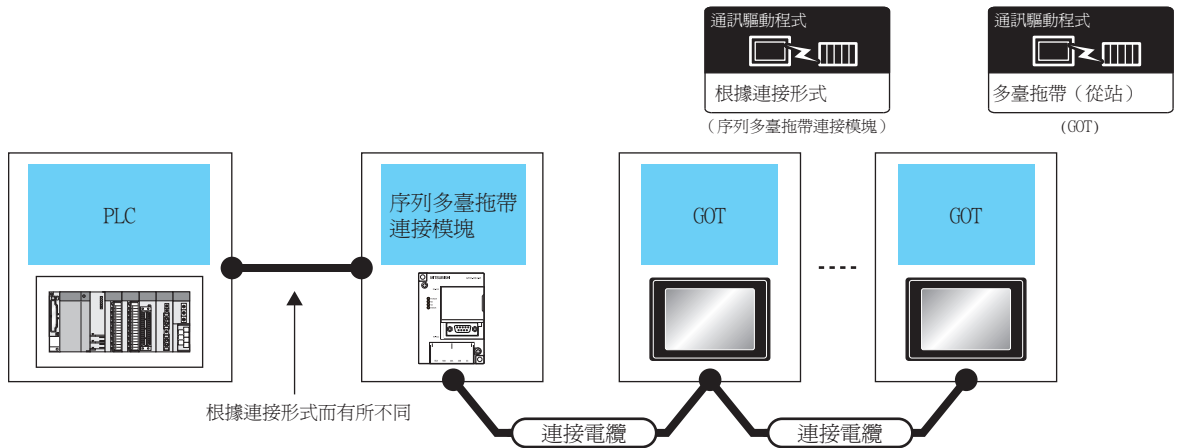 通訊驅動程式
根據連接形式
(序列多臺拖帶連接模塊)
通訊驅動程式
多臺拖帶（從站）
(GOT)
PLC
序列多臺拖帶
連接模塊
GOT
GOT
MITSUBISHI
根據連接形式而有所不同
連接電纜
連接電纜